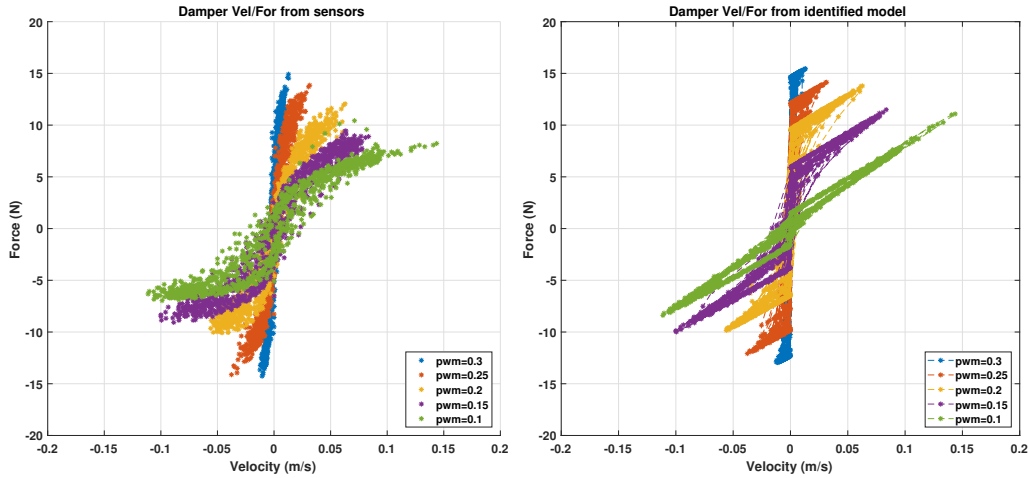 Damper Vel/For from sensors
20
15
10
5
0
-5
-10
-15
-20
Force (N)
-0.2
-0.15
-0.1
-0.05
0
0.05
0.1
0.15
0.2
Velocity (m/s)
pwm=0.3
pwm=0.25
pwm=0.2
pwm=0.15
pwm=0.1
Damper Vel/For from identified model
20
15
10
5
0
-5
-10
-15
-20
Force (N)
-0.2
-0.15
-0.1
-0.05
0
0.05
0.1
0.15
0.2
Velocity (m/s)
pwm=0.3
pwm=0.25
pwm=0.2
pwm=0.15
pwm=0.1